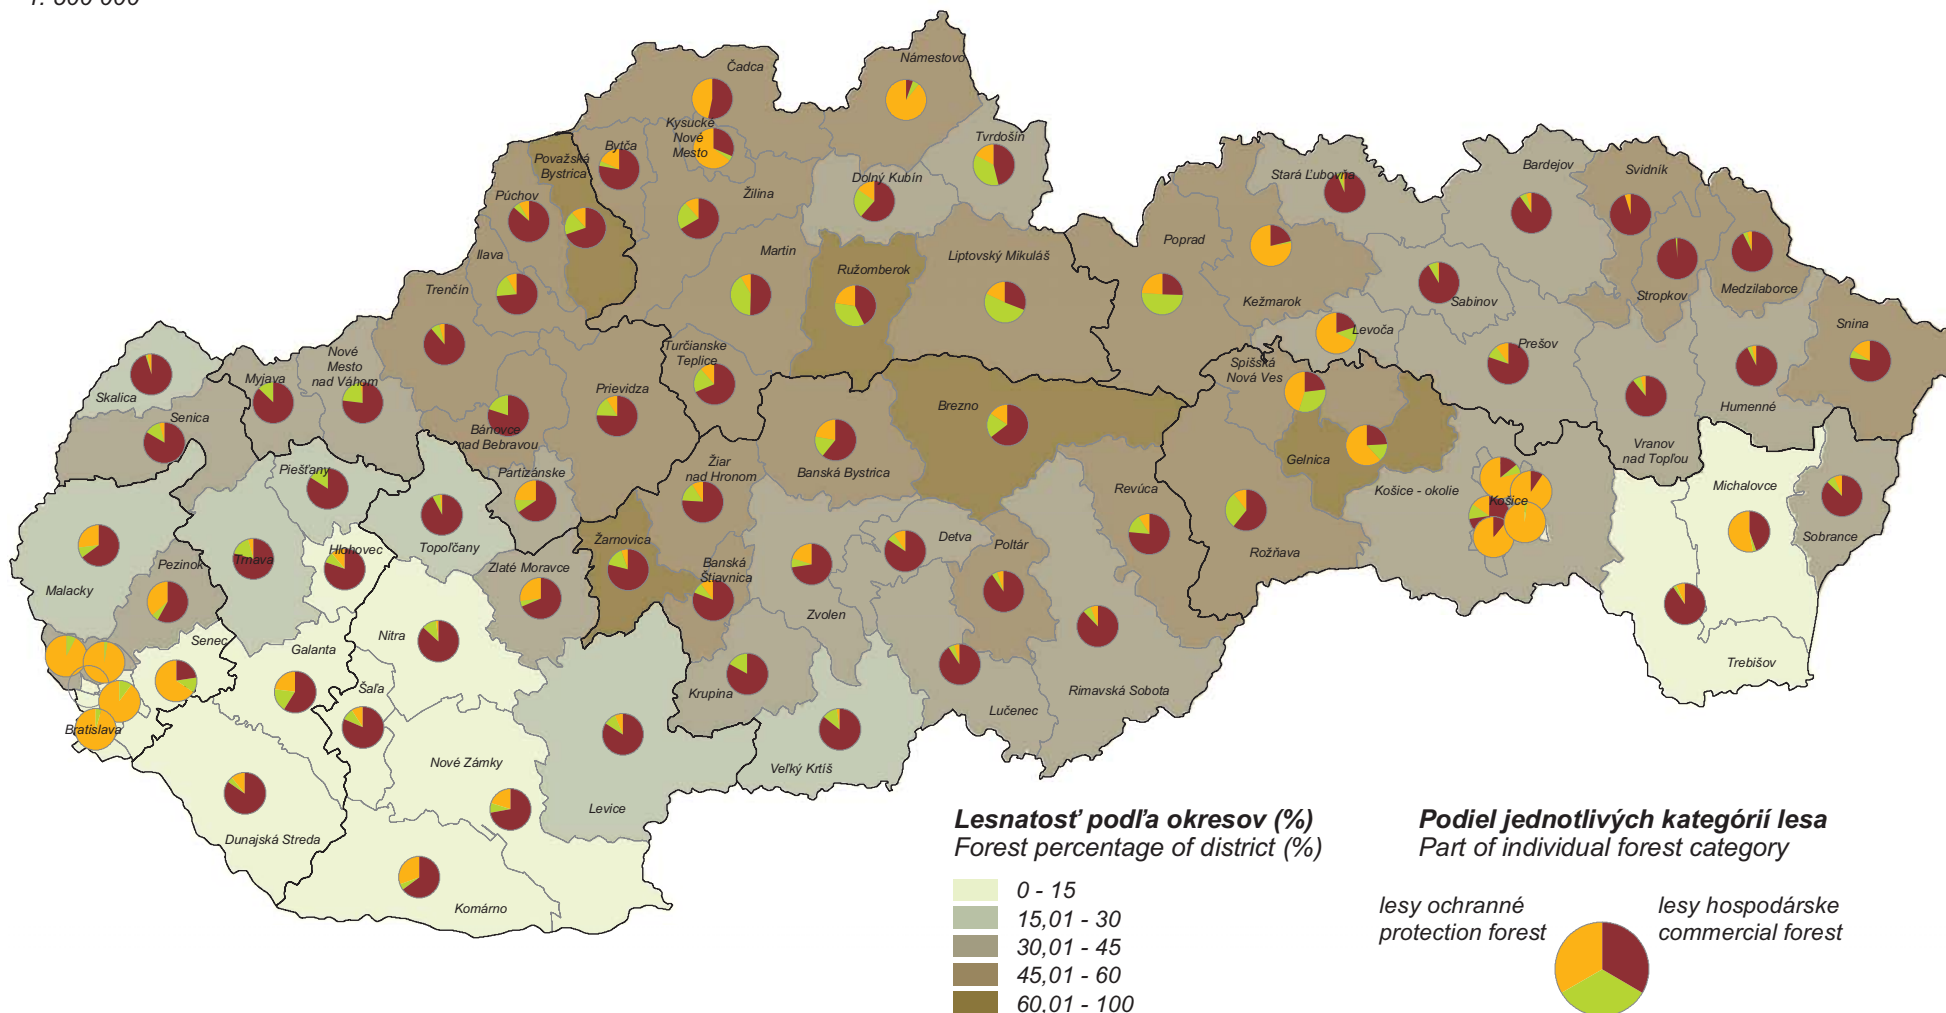 Čadca
Námestovo
Kysucké
Nové
Mesto
Tvrdošín
Bytča
Považská
Bystrica
Dolný Kubín
Stará Ľubovňa
Bardejov
Svidník
Púchov
Žilina
Ilava
Martin
Ružomberok
Liptovský Mikuláš
Poprad
Kežmarok
Sabinov
Stropkov
Medzilaborce
Trenčín
Levoča
Prešov
Snina
Turčianske
Teplice
Spišská
Nová Ves
Nové
Mesto
nad Váhom
Myjava
Skalica
Senica
Prievidza
Brezno
Humenné
Bánovce
nad Bebravou
Vranov
nad Topľou
Banská Bystrica
Gelnica
Žiar
nad Hronom
Piešťany
Partizánske
Revúca
Košice - okolie
Košice
Michalovce
Topoľčany
Hlohovec
Trnava
Žarnovica
Detva
Poltár
Rožňava
Sobrance
Pezinok
Malacky
Zlaté Moravce
Banská
Štiavnica
Zvolen
Nitra
Senec
Galanta
Šaľa
Krupina
Lučenec
Rimavská Sobota
Trebišov
Bratislava
Nové Zámky
Veľký Krtíš
Levice
Dunajská Streda
Komárno
Lesnatosť podľa okresov (%)
Forest percentage of district (%)
0 - 15
15,01 - 30
30,01 - 45
45,01 - 60
60,01 - 100
Podiel jednotlivých kategórií lesa
Part of individual forest category
lesy ochranné
protection forest
lesy hospodárske
commercial forest